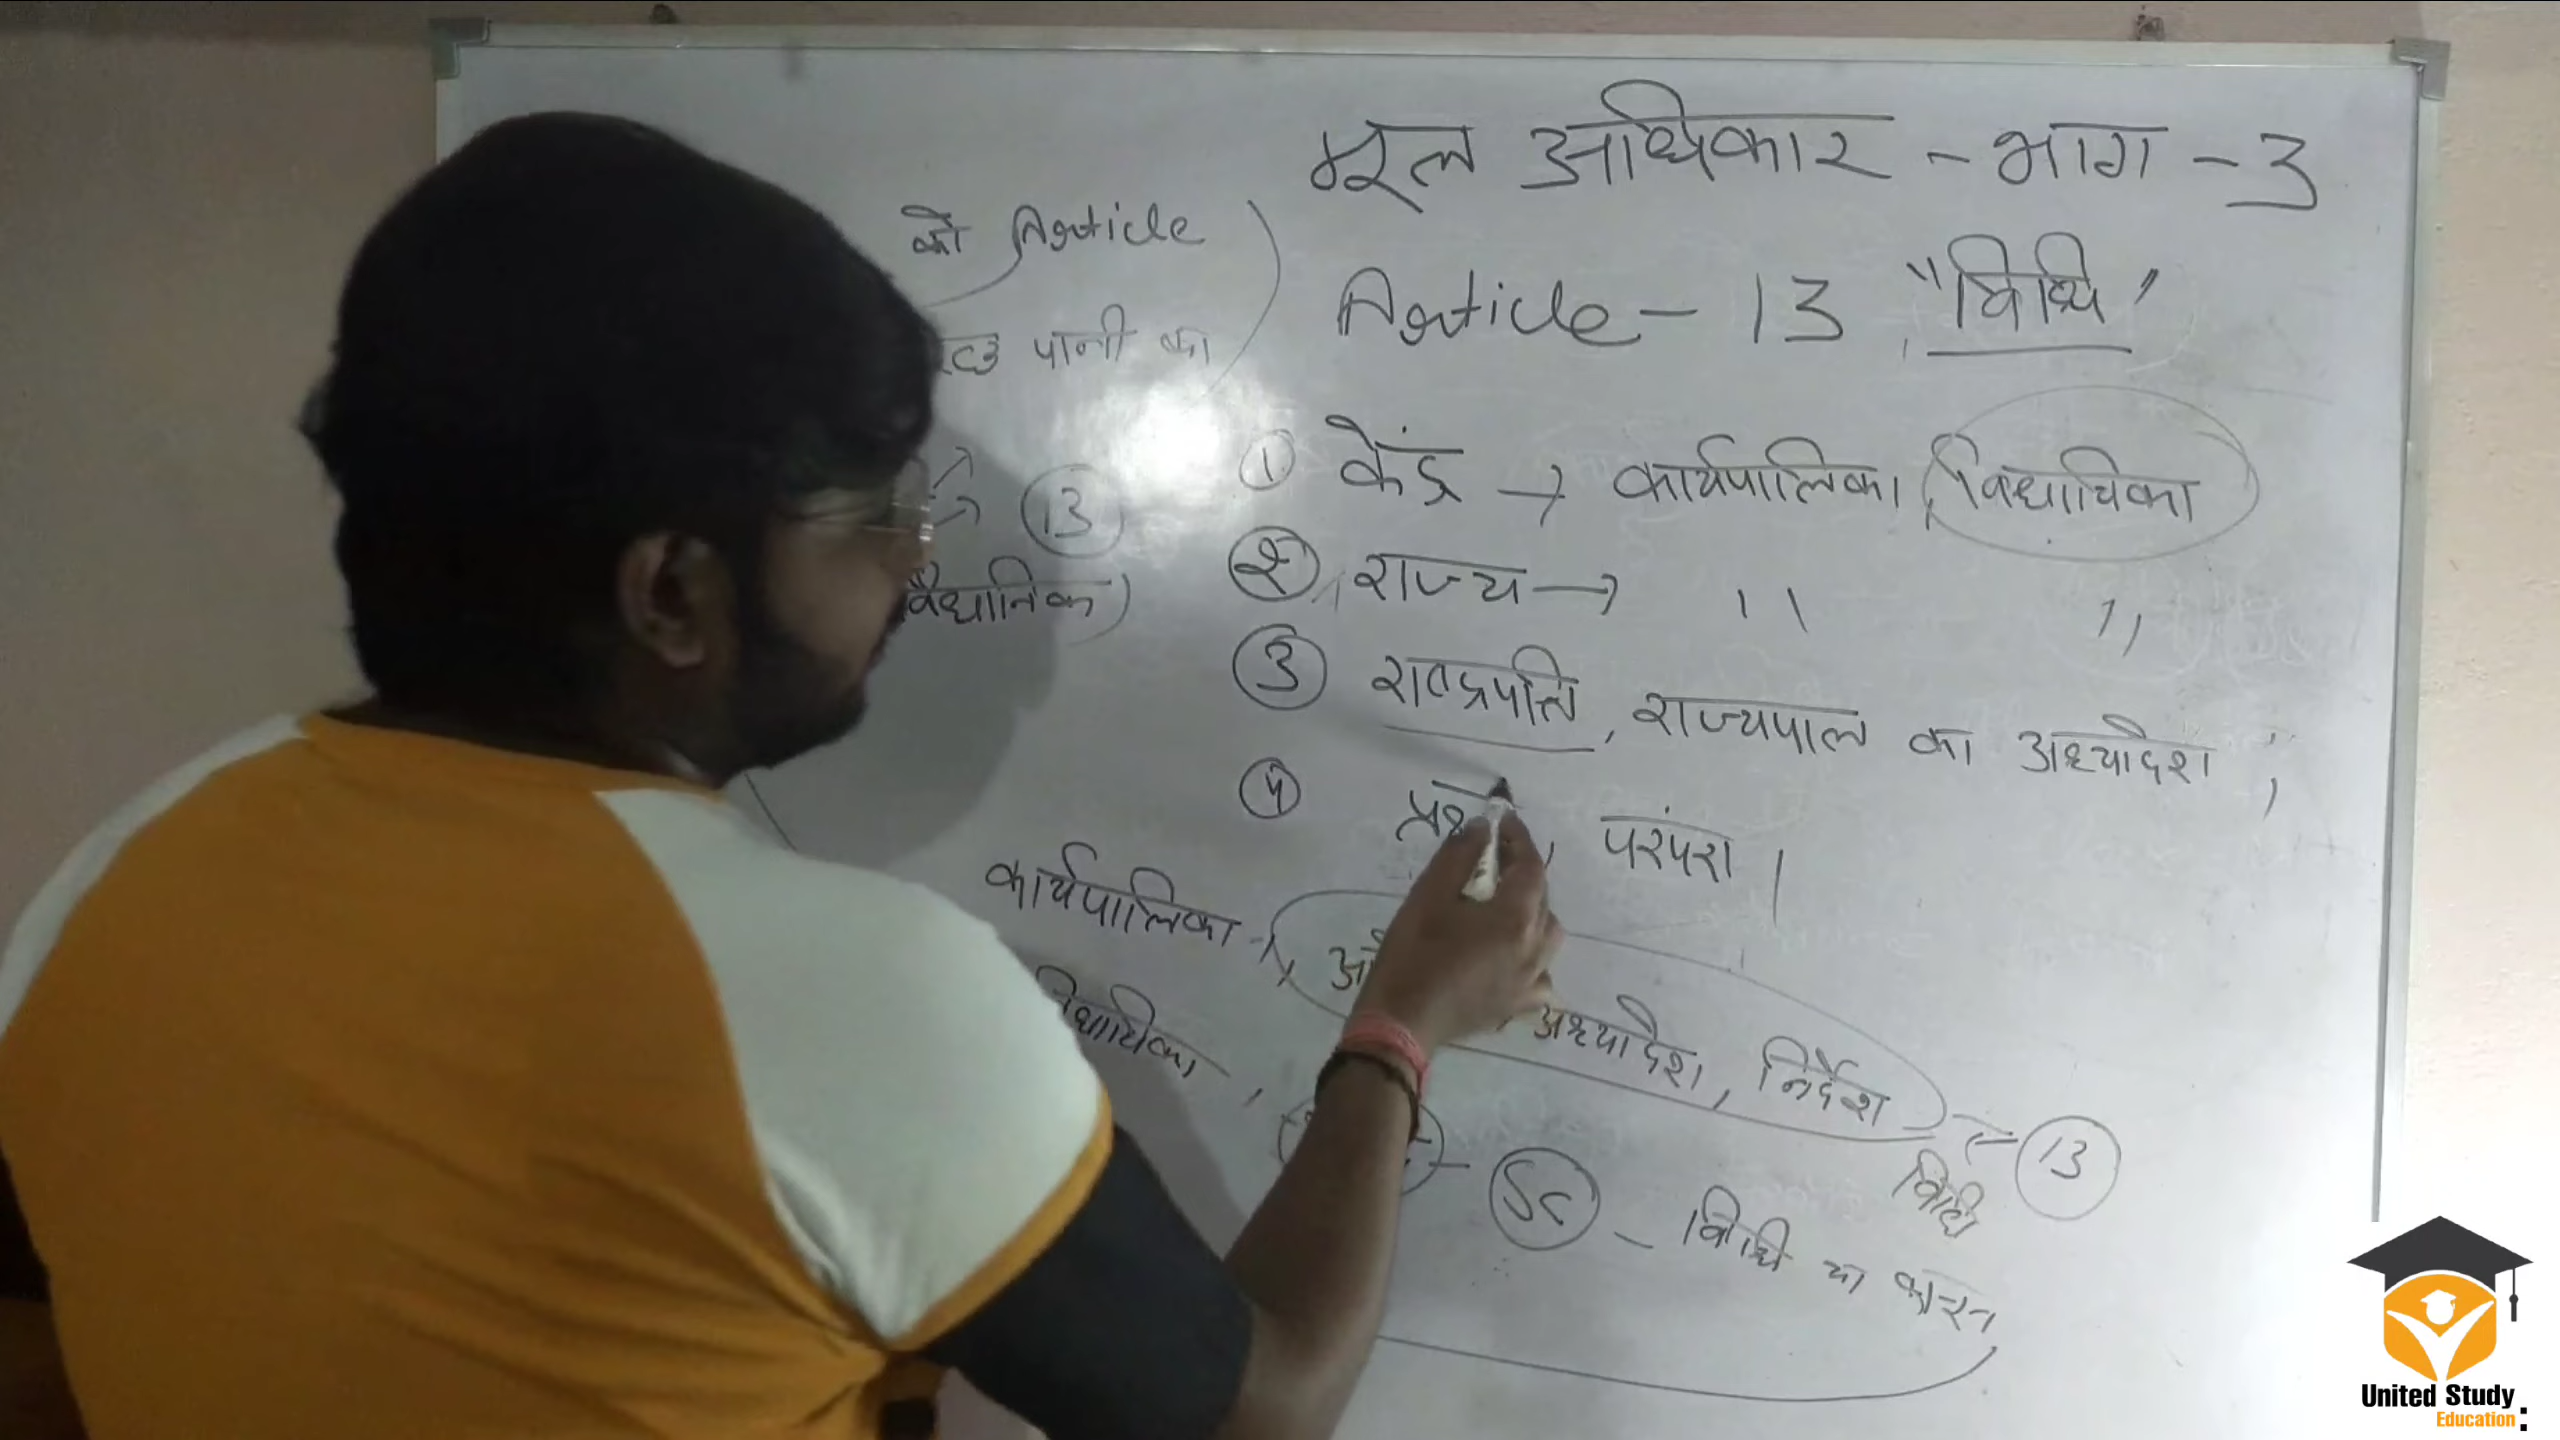 मूल अधिकार - भाग - 3
Article - 13, "विधि"
① केंद्र → कार्यपालिका, विधायिका
② राज्य → " "
③ राष्ट्रपति, राज्यपाल का अध्यादेश,
④ परंपरा।
को Article
पानी का
13
कार्यपालिका
अध्यादेश, निर्देश ← 13
विधि
विधायिका,
SC - विधि या कानून
United Study
Education